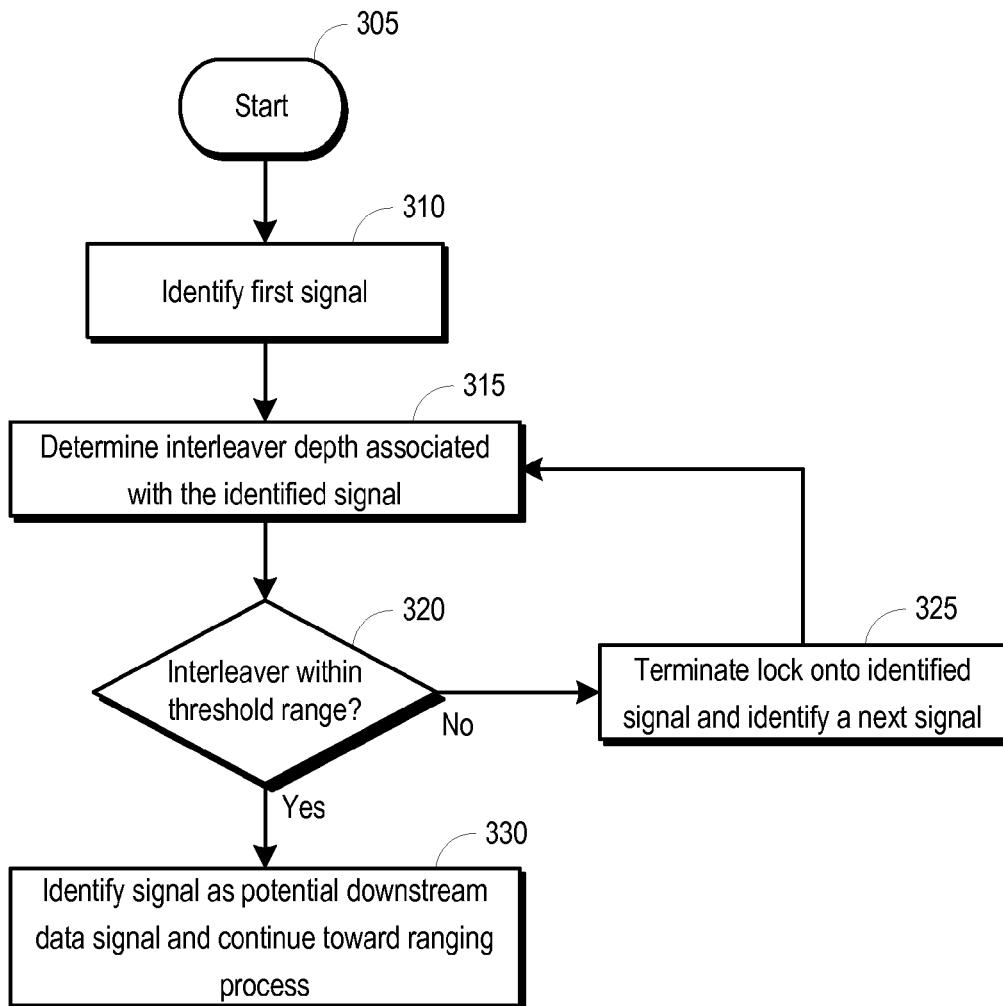 305
Start
310
Identify first signal
315
Determine interleaver depth associated
with the identified signal
320
Interleaver within
threshold range?
No
325
Terminate lock onto identified
signal and identify a next signal
Yes
330
Identify signal as potential downstream
data signal and continue toward ranging
process